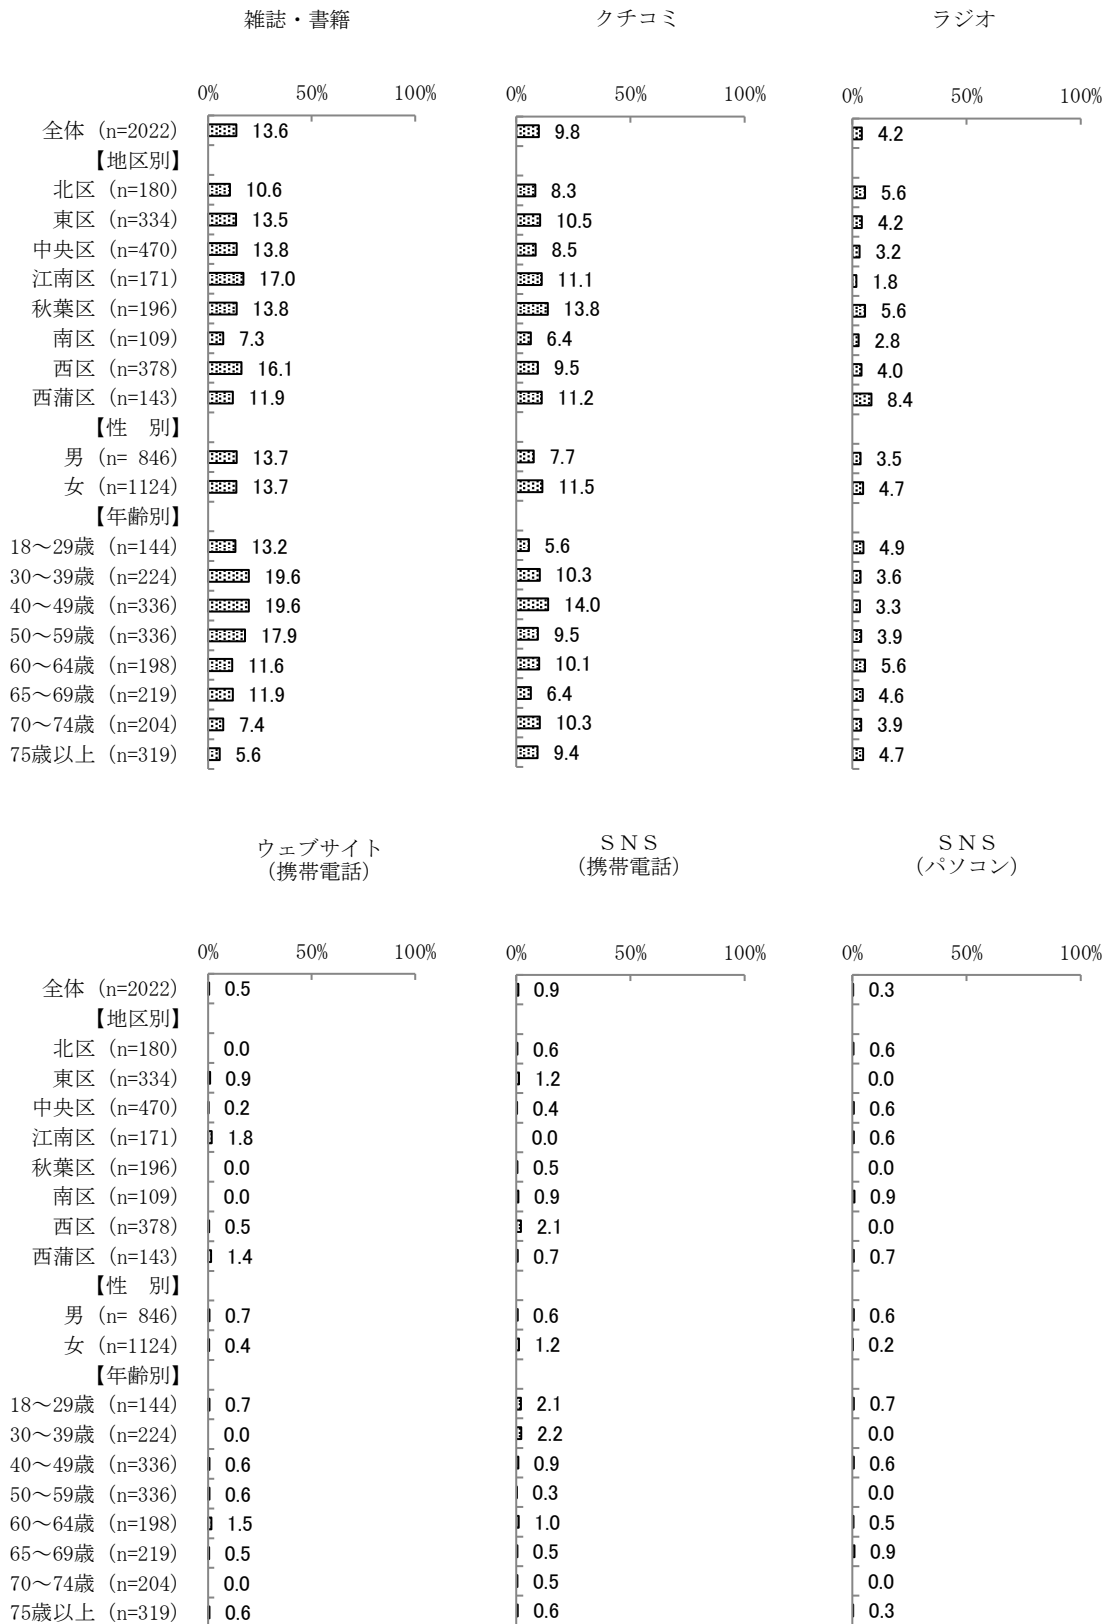 雑誌・書籍 クチコミ ラジオ
0% 50% 100% 0% 50% 100% 0% 50% 100%
全体 (n=2022) 13.6 9.8 4.2
【地区別】
北区 (n=180) 10.6 8.3 5.6
東区 (n=334) 13.5 10.5 4.2
中央区 (n=470) 13.8 8.5 3.2
江南区 (n=171) 17.0 11.1 1.8
秋葉区 (n=196) 13.8 13.8 5.6
南区 (n=109) 7.3 6.4 2.8
西区 (n=378) 16.1 9.5 4.0
西蒲区 (n=143) 11.9 11.2 8.4
【性　別】
男 (n= 846) 13.7 7.7 3.5
女 (n=1124) 13.7 11.5 4.7
【年齢別】
18～29歳 (n=144) 13.2 5.6 4.9
30～39歳 (n=224) 19.6 10.3 3.6
40～49歳 (n=336) 19.6 14.0 3.3
50～59歳 (n=336) 17.9 9.5 3.9
60～64歳 (n=198) 11.6 10.1 5.6
65～69歳 (n=219) 11.9 6.4 4.6
70～74歳 (n=204) 7.4 10.3 3.9
75歳以上 (n=319) 5.6 9.4 4.7
ウェブサイト ＳＮＳ ＳＮＳ
(携帯電話) (携帯電話) (パソコン)
0% 50% 100% 0% 50% 100% 0% 50% 100%
全体 (n=2022) 0.5 0.9 0.3
【地区別】
北区 (n=180) 0.0 0.6 0.6
東区 (n=334) 0.9 1.2 0.0
中央区 (n=470) 0.2 0.4 0.6
江南区 (n=171) 1.8 0.0 0.6
秋葉区 (n=196) 0.0 0.5 0.0
南区 (n=109) 0.0 0.9 0.9
西区 (n=378) 0.5 2.1 0.0
西蒲区 (n=143) 1.4 0.7 0.7
【性　別】
男 (n= 846) 0.7 0.6 0.6
女 (n=1124) 0.4 1.2 0.2
【年齢別】
18～29歳 (n=144) 0.7 2.1 0.7
30～39歳 (n=224) 0.0 2.2 0.0
40～49歳 (n=336) 0.6 0.9 0.6
50～59歳 (n=336) 0.6 0.3 0.0
60～64歳 (n=198) 1.5 1.0 0.5
65～69歳 (n=219) 0.5 0.5 0.9
70～74歳 (n=204) 0.0 0.5 0.0
75歳以上 (n=319) 0.6 0.6 0.3